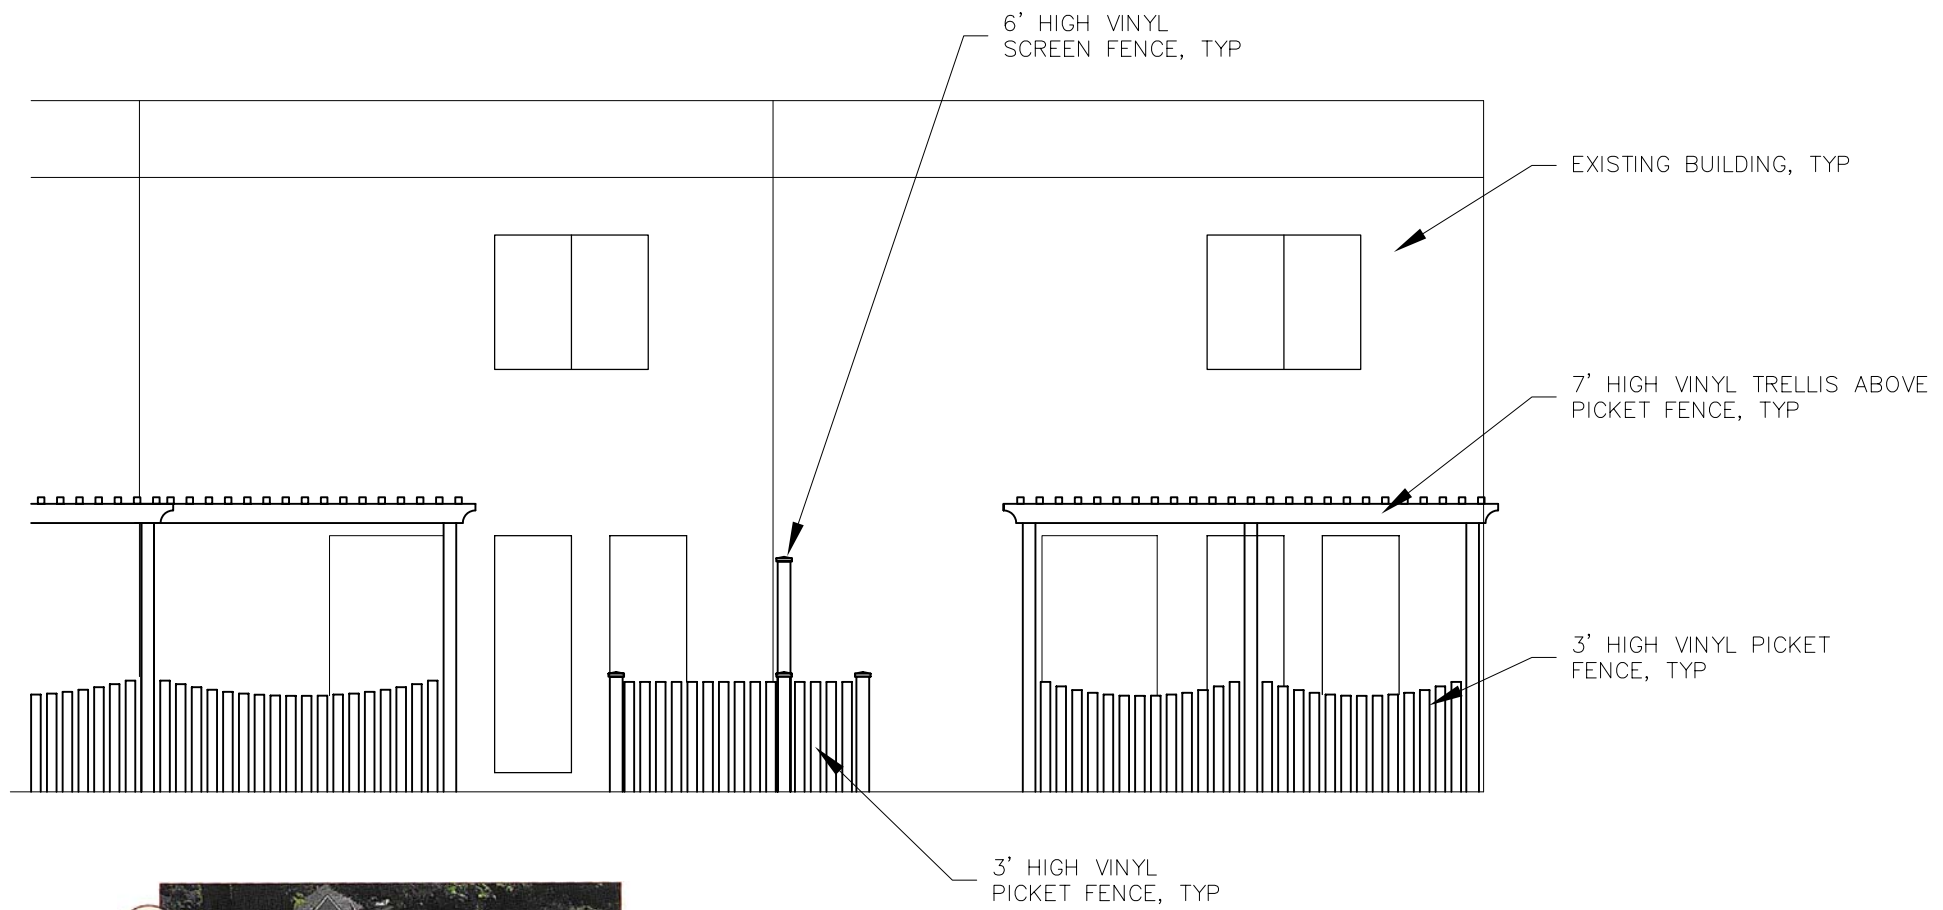 6' HIGH VINYL
SCREEN FENCE, TYP
EXISTING BUILDING, TYP
7' HIGH VINYL TRELLIS ABOVE
PICKET FENCE, TYP
3' HIGH VINYL PICKET
FENCE, TYP
3' HIGH VINYL
PICKET FENCE, TYP